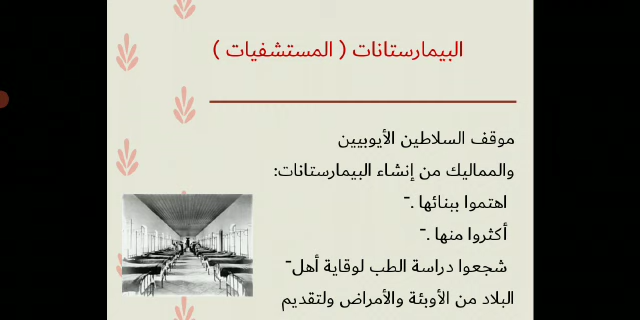 البيمارستانات ( المستشفيات )
موقف السلاطين الأيوبيين
والمماليك من إنشاء البيمارستانات:
اهتموا ببنائها .-
أكثروا منها .-
شجعوا دراسة الطب لوقاية أهل-
البلاد من الأوبئة والأمراض ولتقديم